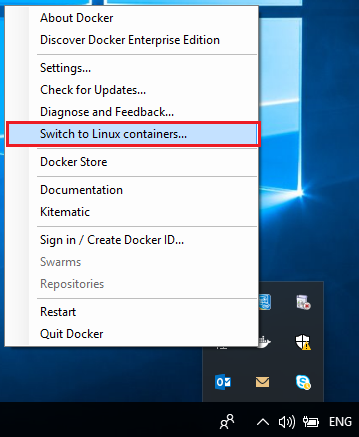 About Docker
Discover Docker Enterprise Edition
Settings...
Check for Updates...
Diagnose and Feedback...
Switch to Linux containers...
Docker Store
Documentation
Kitematic
Sign in / Create Docker ID...
Swarms
Repositories
Restart
Quit Docker
ENG